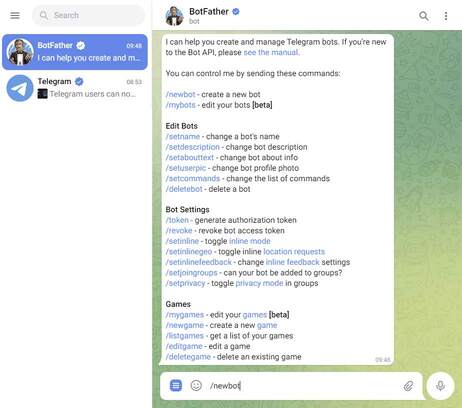 Search
BotFather
09:48
I can help you create and m...
Telegram
08:53
Telegram users can no...
BotFather
bot
I can help you create and manage Telegram bots. If you're new
to the Bot API, please see the manual.
You can control me by sending these commands:
/newbot - create a new bot
/mybots - edit your bots [beta]
Edit Bots
/setname - change a bot's name
/setdescription - change bot description
/setabouttext - change bot about info
/setuserpic - change bot profile photo
/setcommands - change the list of commands
/deletebot - delete a bot
Bot Settings
/token - generate authorization token
/revoke - revoke bot access token
/setinline - toggle inline mode
/setinlinegeo - toggle inline location requests
/setinlinefeedback - change inline feedback settings
/setjoingroups - can your bot be added to groups?
/setprivacy - toggle privacy mode in groups
Games
/mygames - edit your games [beta]
/newgame - create a new game
/listgames - get a list of your games
/editgame - edit a game
/deletegame - delete an existing game
09:48
/newbot